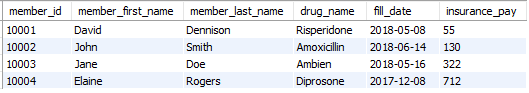 member_id member_first_name member_last_name drug_name fill_date insurance_pay
10001 David Dennison Risperidone 2018-05-08 55
10002 John Smith Amoxicillin 2018-06-14 130
10003 Jane Doe Ambien 2018-05-16 322
10004 Elaine Rogers Diprosone 2017-12-08 712